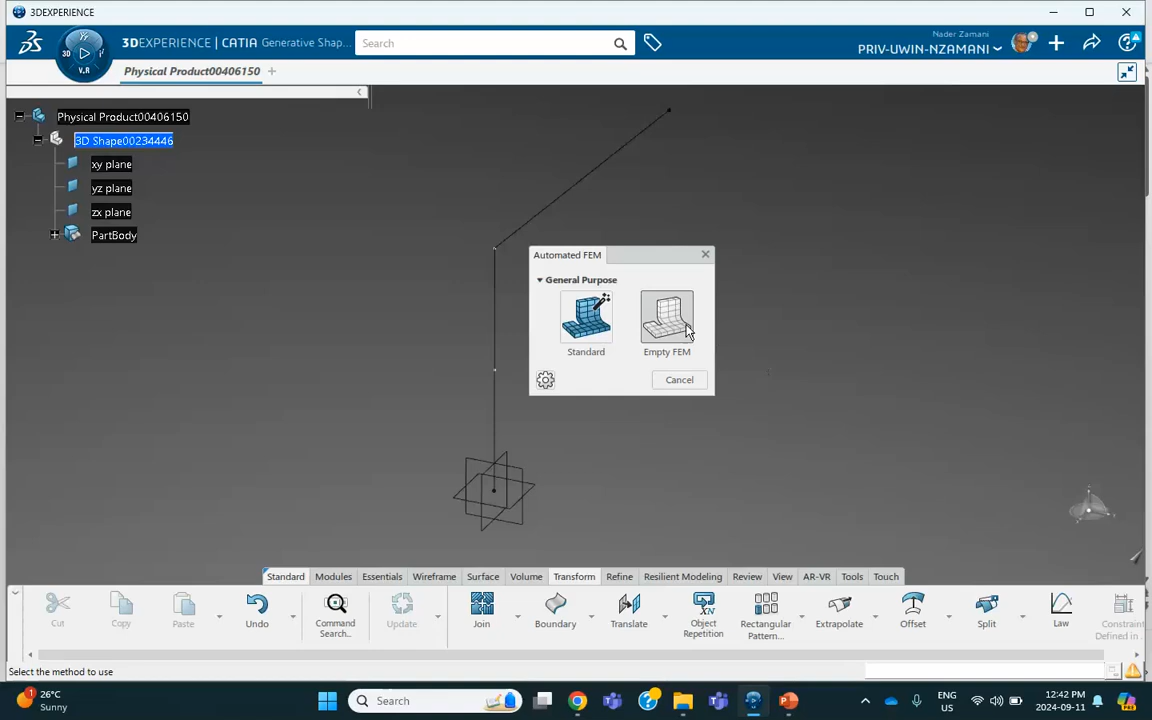 3DEXPERIENCE
3DEXPERIENCE | CATIA Generative Shap...
Search
Nader Zamani
PRIV-UWIN-NZAMANI
3D
V.R
Physical Product00406150
Physical Product00406150
3D Shape00234446
xy plane
yz plane
zx plane
PartBody
Automated FEM
General Purpose
Standard
Empty FEM
Cancel
Standard
Modules
Essentials
Wireframe
Surface
Volume
Transform
Refine
Resilient Modeling
Review
View
AR-VR
Tools
Touch
Cut
Copy
Paste
Undo
Command
Search...
Update
Join
Boundary
Translate
Object
Repetition
Rectangular
Pattern...
Extrapolate
Offset
Split
Law
Constraint
Defined in
Select the method to use
1
26°C
Sunny
Search
ENG
US
12:42 PM
2024-09-11